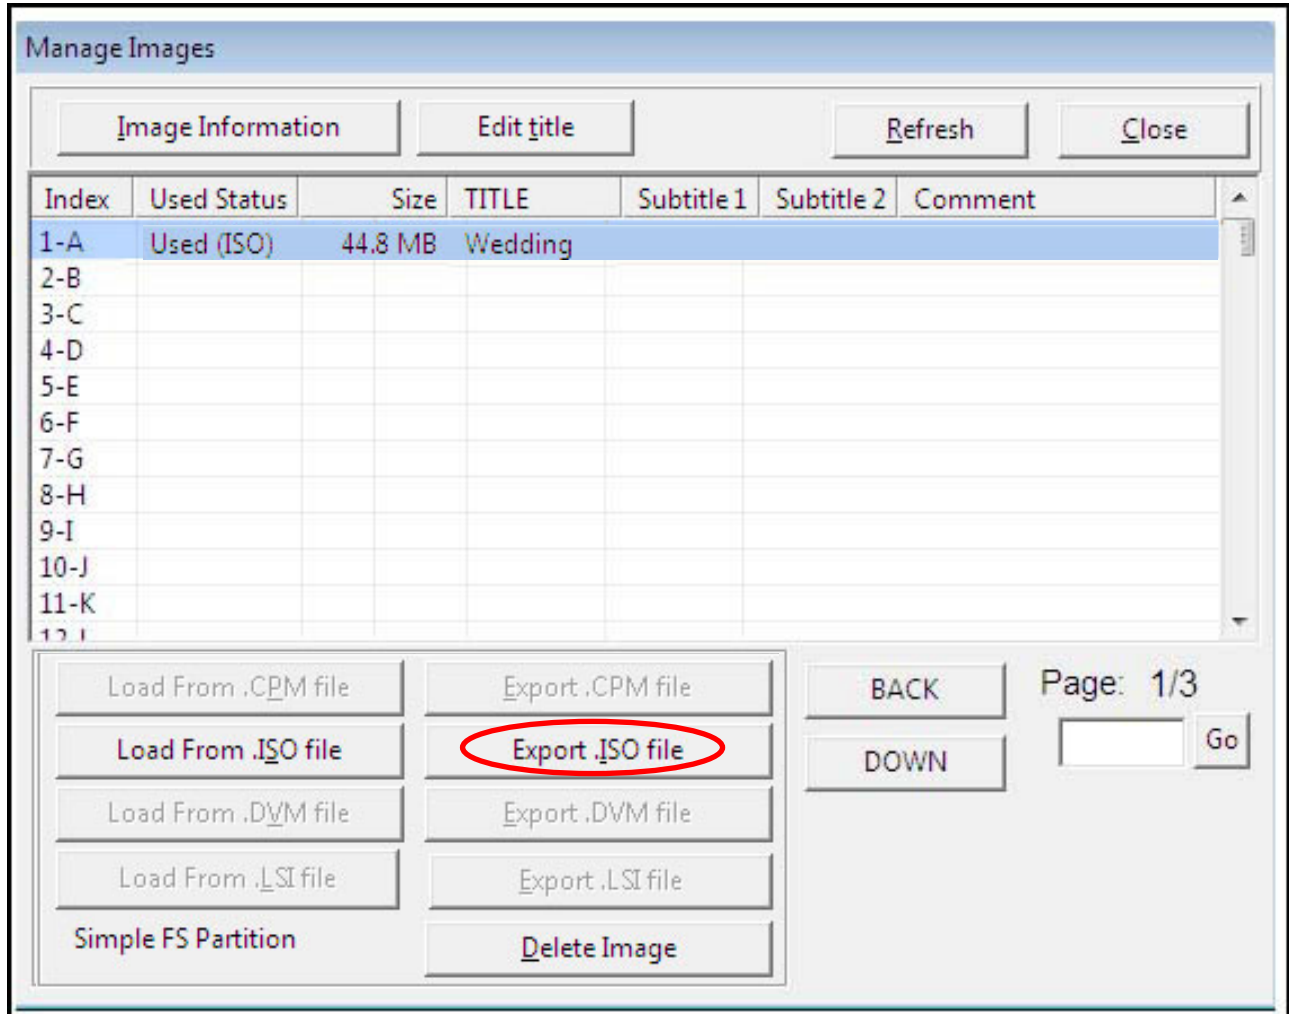 Manage Images
Image Information Edit title Refresh Close
Index Used Status Size TITLE Subtitle 1 Subtitle 2 Comment
1-A Used (ISO) 44.8 MB Wedding
2-B
3-C
4-D
5-E
6-F
7-G
8-H
9-I
10-J
11-K
Load From .CPM file Export .CPM file BACK Page: 1/3
Load From .ISO file Export .ISO file DOWN Go
Load From .DVM file Export .DVM file
Load From .LSI file Export .LSI file
Simple FS Partition Delete Image